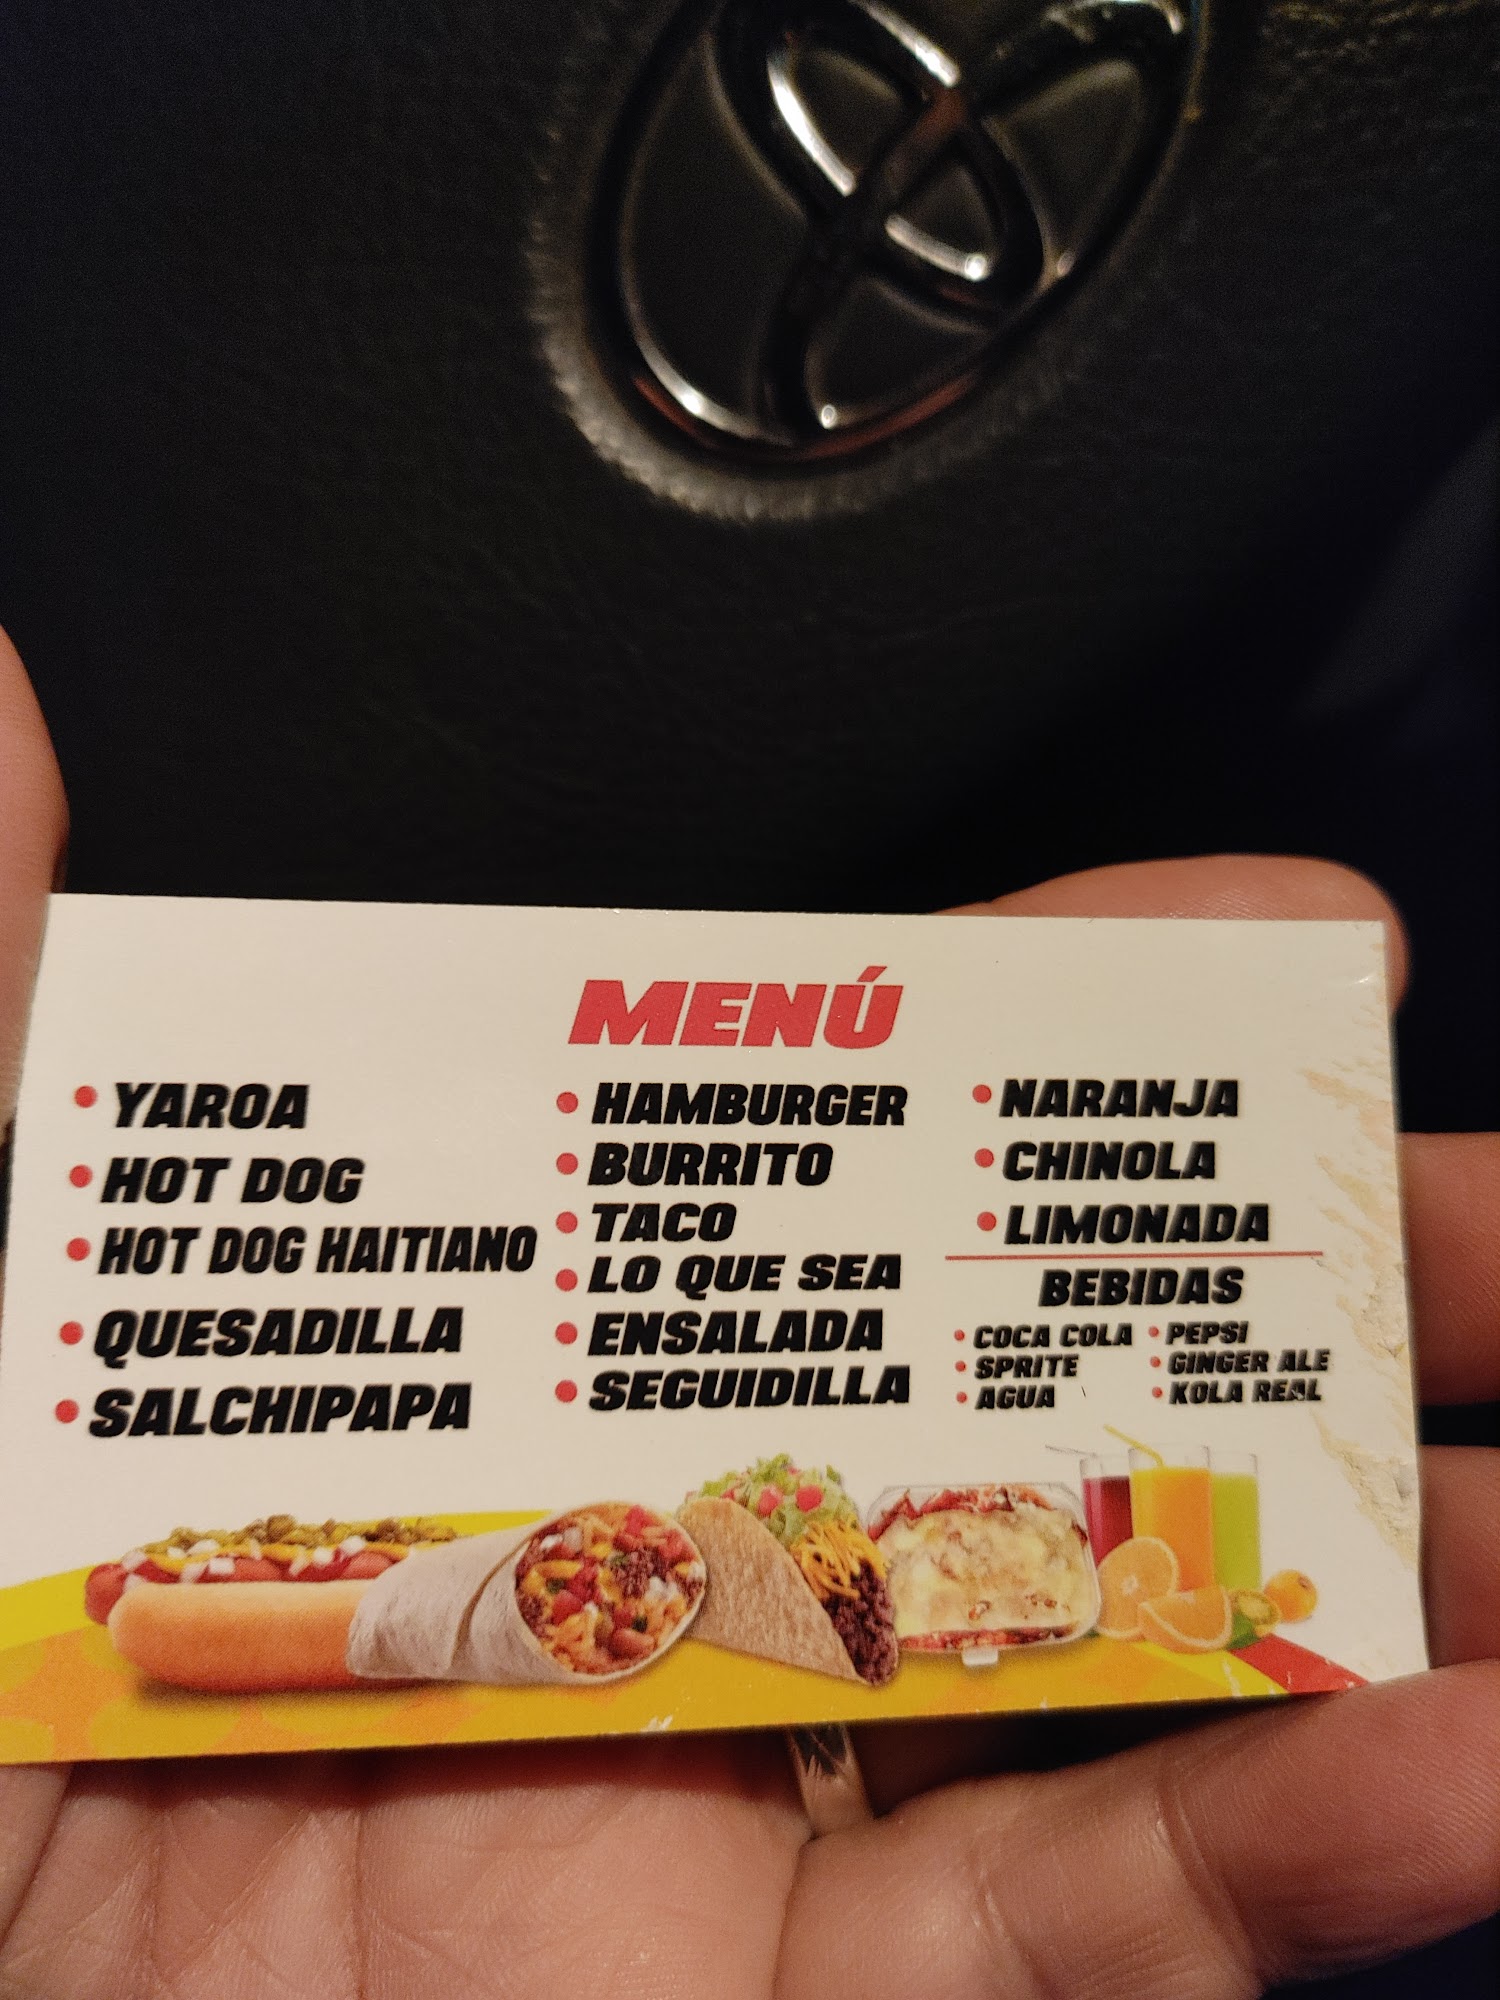 MENÚ
YAROA
HOT DOG
HOT DOG HAITIANO
QUESADILLA
SALCHIPAPA
HAMBURGER
BURRITO
TACO
LO QUE SEA
ENSALADA
SEGUIDILLA
NARANJA
CHINOLA
LIMONADA
BEBIDAS
COCA COLA
SPRITE
AGUA
PEPSI
GINGER ALE
KOLA REAL